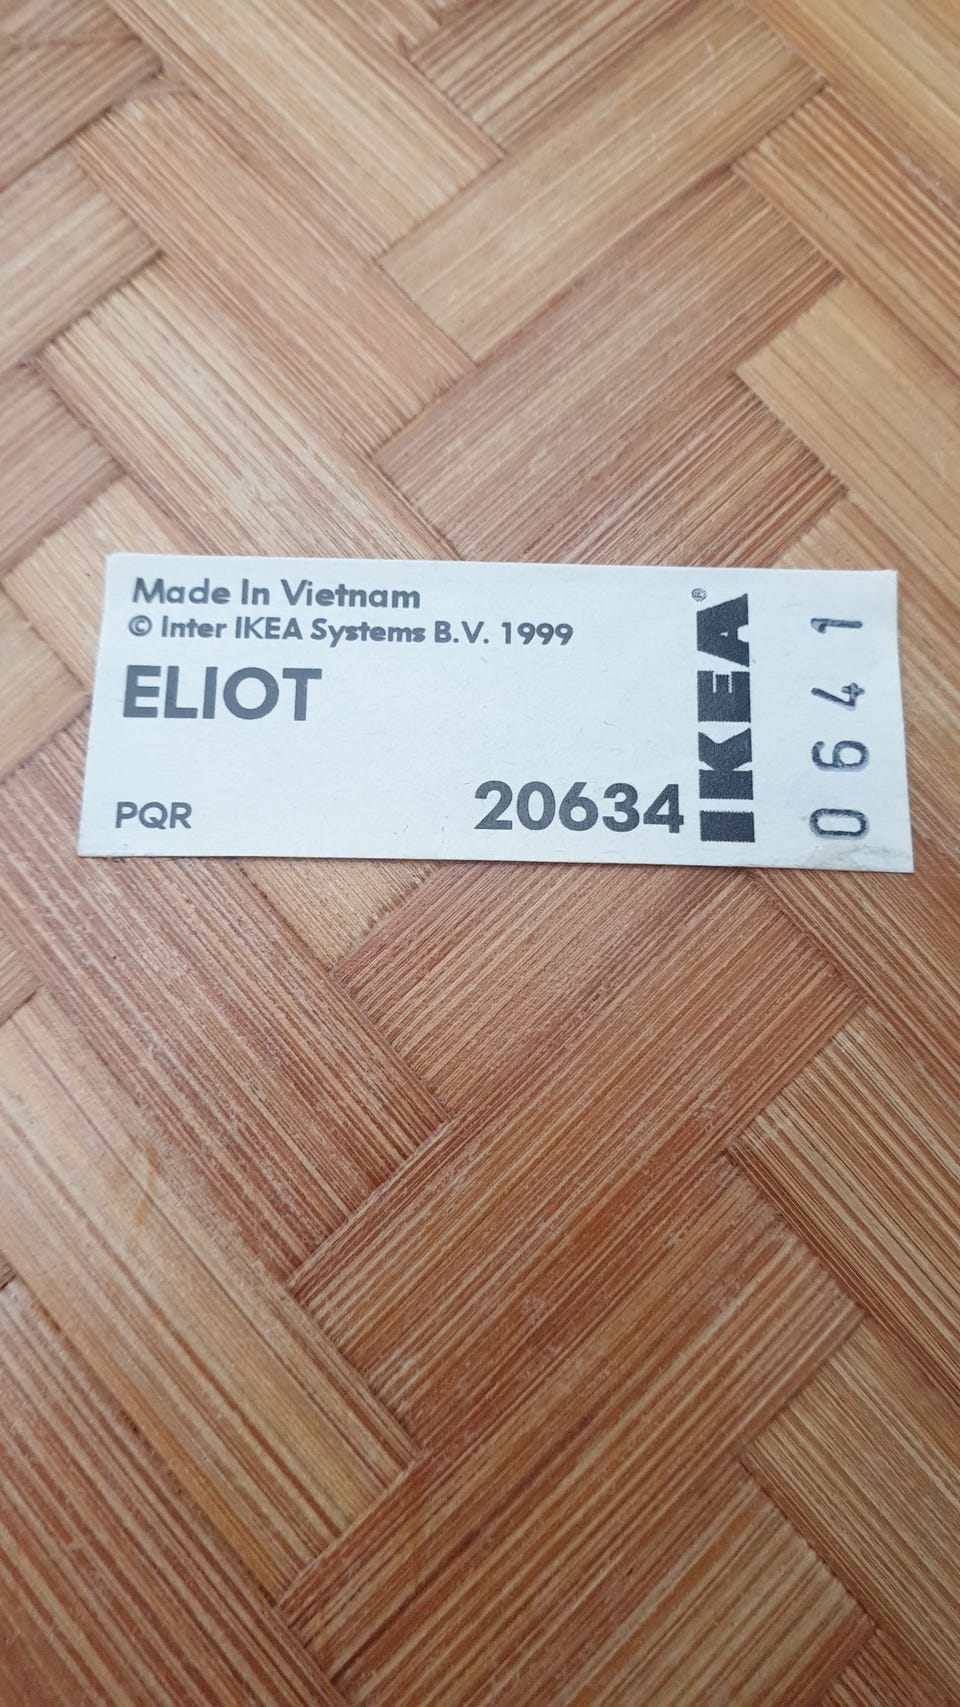 Made In Vietnam
© Inter IKEA Systems B.V. 1999
ELIOT
PQR
20634
IKEA®
0641